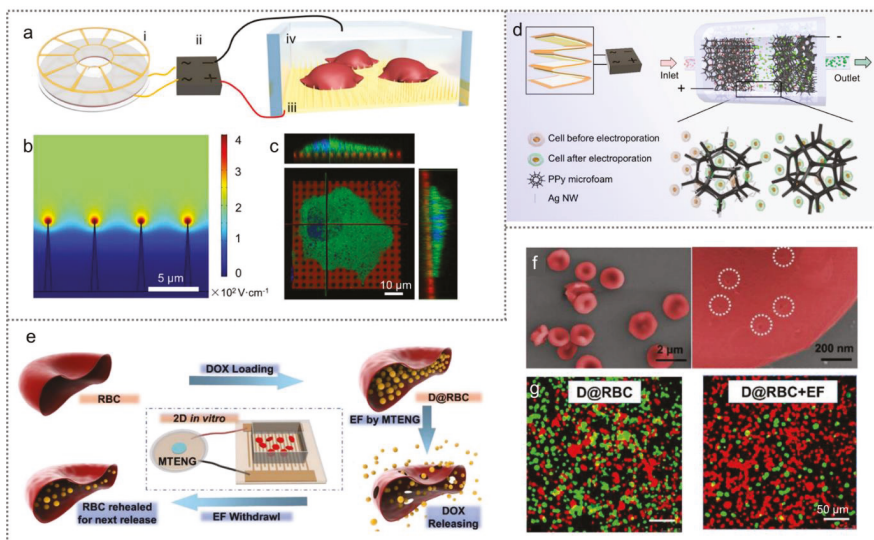 a
i
ii
iv
iii
b
4
3
2
1
0
5 µm
×10² V·cm⁻¹
c
10 µm
d
Inlet
Outlet
-
+
Cell before electroporation
Cell after electroporation
PPy microfoam
Ag NW
e
RBC
DOX Loading
D@RBC
EF by MTENG
2D in vitro
MTENG
RBC rehealed
for next release
EF Withdrawl
DOX
Releasing
f
2 µm
200 nm
g
D@RBC
D@RBC+EF
50 µm